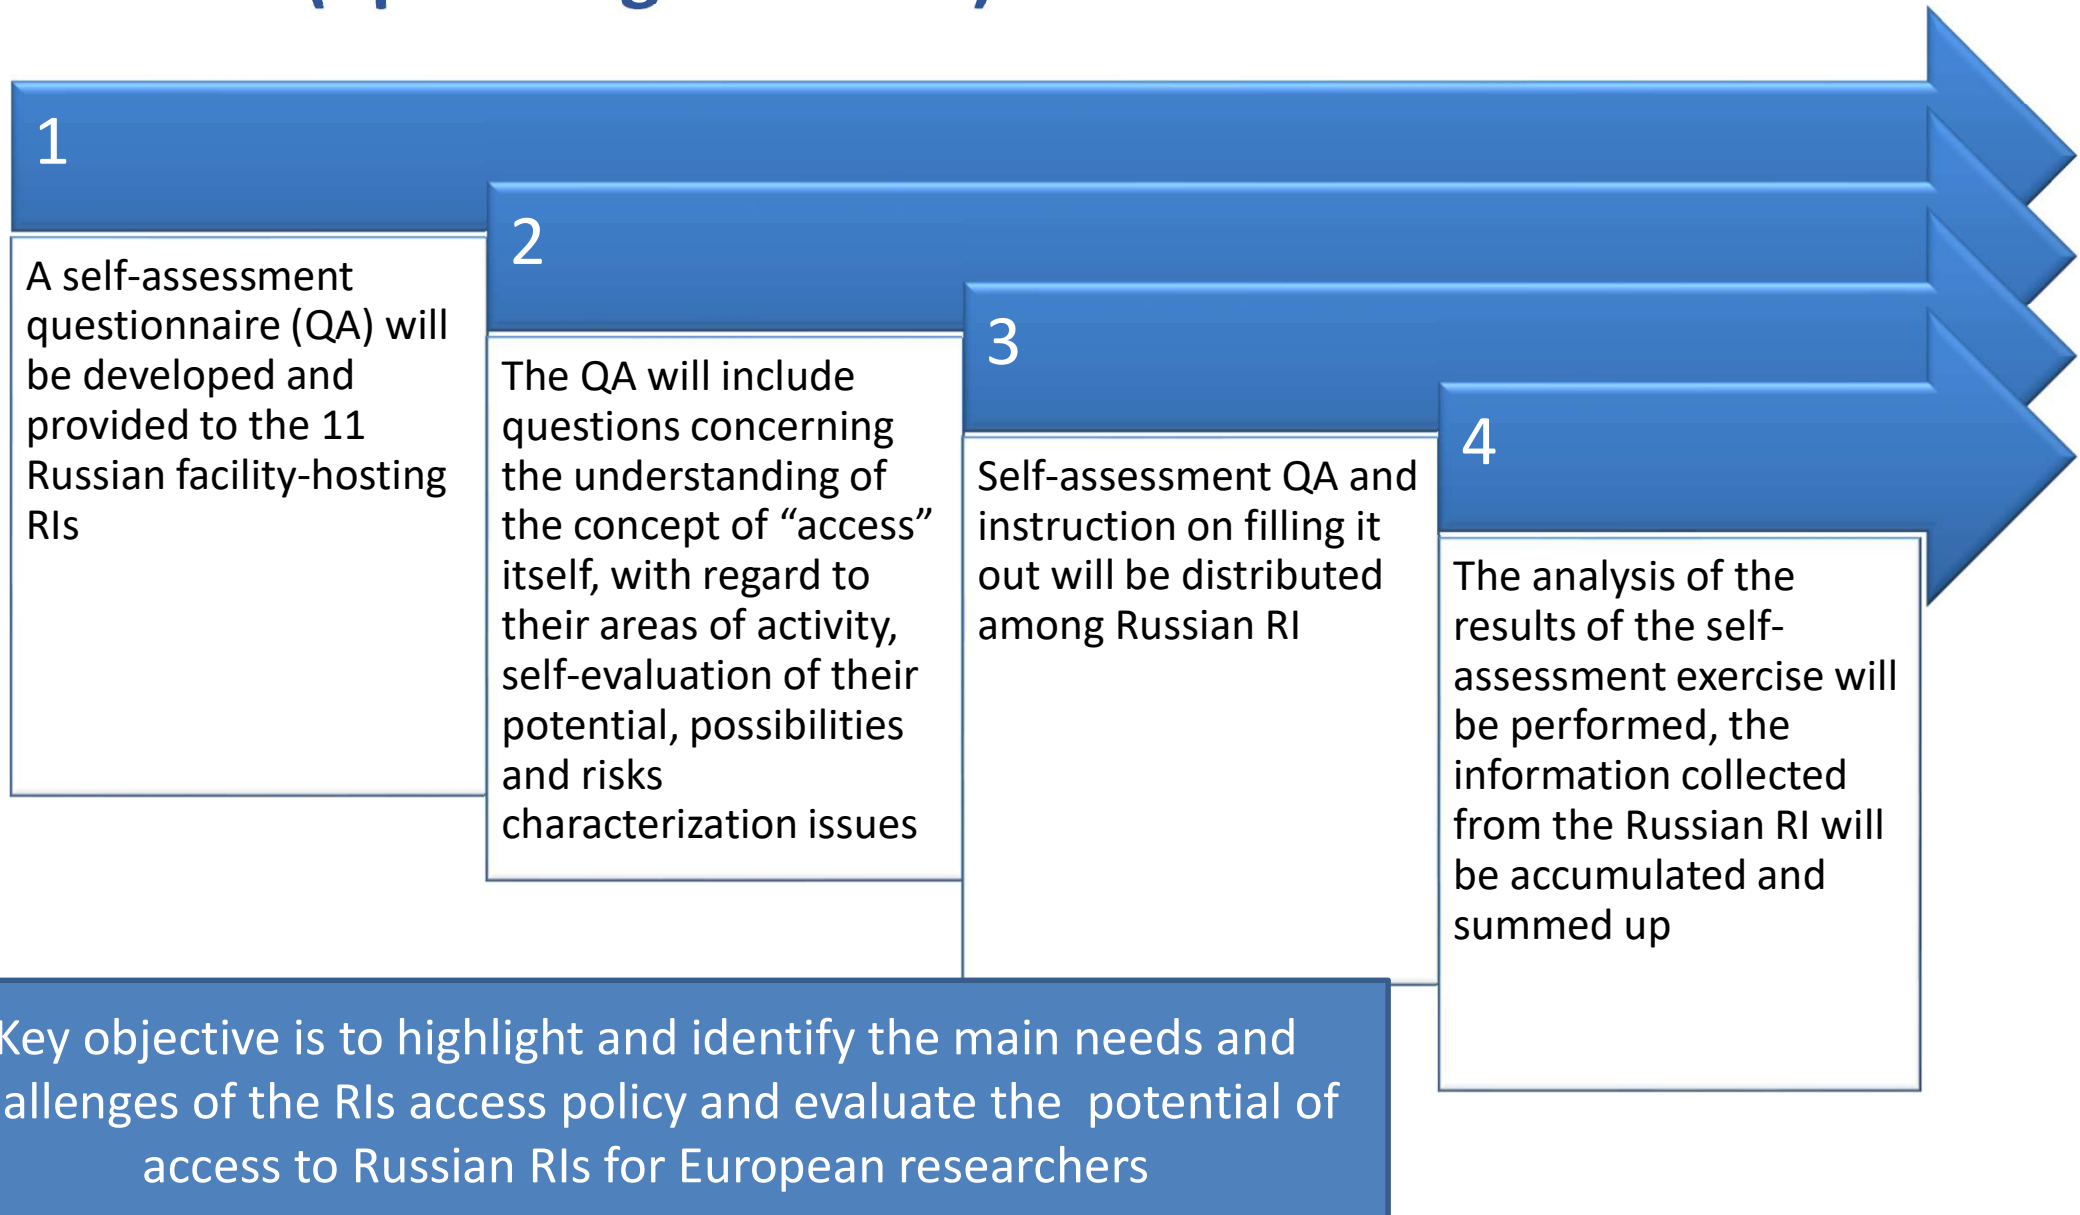 1
A self-assessment
questionnaire (QA) will
be developed and
provided to the 11
Russian facility-hosting
RIs
2
The QA will include
questions concerning
the understanding of
the concept of “access”
itself, with regard to
their areas of activity,
self-evaluation of their
potential, possibilities
and risks
characterization issues
3
Self-assessment QA and
instruction on filling it
out will be distributed
among Russian RI
4
The analysis of the
results of the self-
assessment exercise will
be performed, the
information collected
from the Russian RI will
be accumulated and
summed up
Key objective is to highlight and identify the main needs and
allenges of the RIs access policy and evaluate the potential of
access to Russian RIs for European researchers